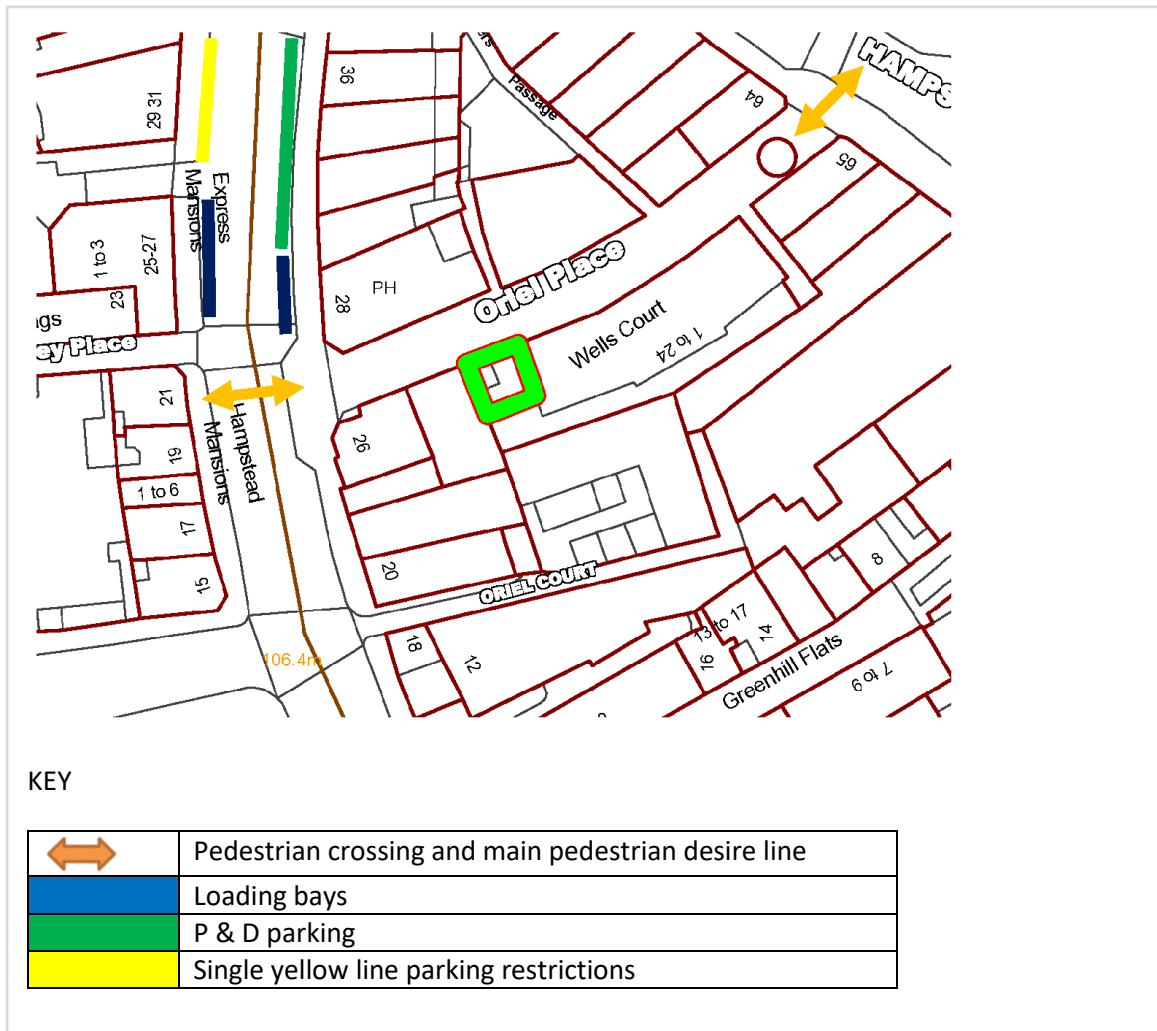 ers
Passage
HAMPS
36
64
29 31
65
Express
Mansions
1 to 3
25-27
23
28
PH
Oriel Place
Wells Court
1 to 24
gs
ey Place
21
19
1 to 6
17
15
Hampstead
Mansions
26
20
ORIEL COURT
8
18
12
13 to 17
16
14
Greenhill Flats
7 to 9
106.4m
KEY
Pedestrian crossing and main pedestrian desire line
Loading bays
P & D parking
Single yellow line parking restrictions